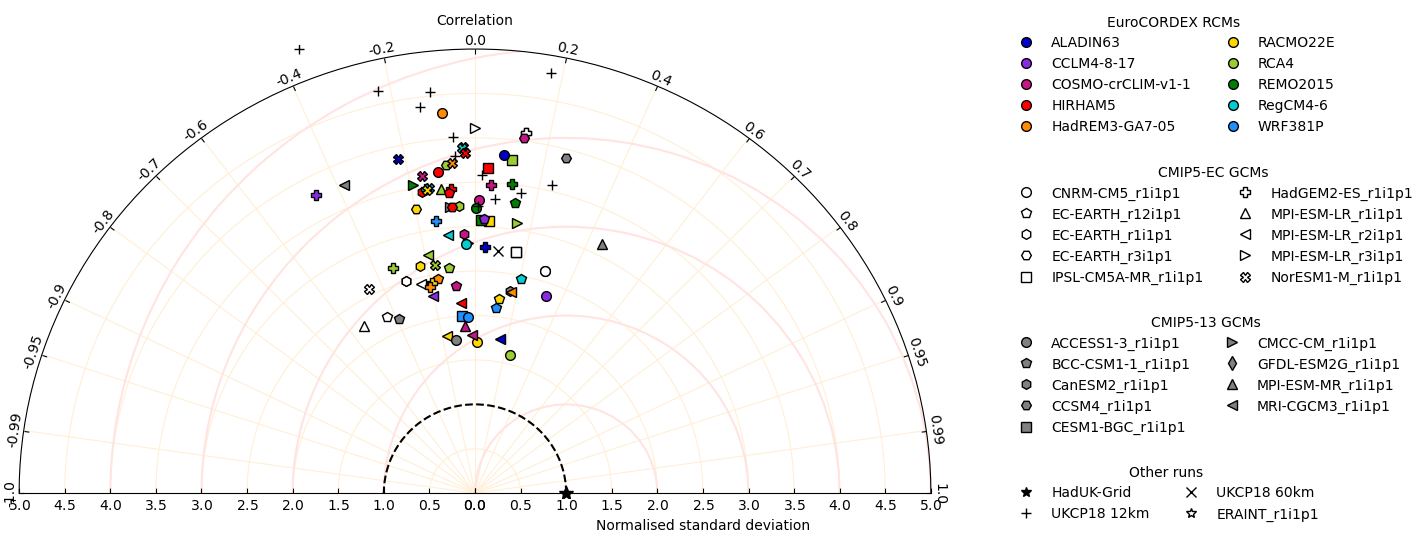 Correlation
0.0
-0.2
0.2
-0.4
0.4
-0.6
0.6
-0.7
0.7
-0.8
0.8
-0.9
0.9
-0.95
0.95
-0.99
0.99
-1.0
1.0
5.0 4.5 4.0 3.5 3.0 2.5 2.0 1.5 1.0 0.5 0.0 0.5 1.0 1.5 2.0 2.5 3.0 3.5 4.0 4.5 5.0
Normalised standard deviation
EuroCORDEX RCMs
ALADIN63 RACMO22E
CCLM4-8-17 RCA4
COSMO-crCLIM-v1-1 REMO2015
HIRHAM5 RegCM4-6
HadREM3-GA7-05 WRF381P
CMIP5-EC GCMs
CNRM-CM5_r1i1p1 HadGEM2-ES_r1i1p1
EC-EARTH_r12i1p1 MPI-ESM-LR_r1i1p1
EC-EARTH_r1i1p1 MPI-ESM-LR_r2i1p1
EC-EARTH_r3i1p1 MPI-ESM-LR_r3i1p1
IPSL-CM5A-MR_r1i1p1 NorESM1-M_r1i1p1
CMIP5-13 GCMs
ACCESS1-3_r1i1p1 CMCC-CM_r1i1p1
BCC-CSM1-1_r1i1p1 GFDL-ESM2G_r1i1p1
CanESM2_r1i1p1 MPI-ESM-MR_r1i1p1
CCSM4_r1i1p1 MRI-CGCM3_r1i1p1
CESM1-BGC_r1i1p1
Other runs
HadUK-Grid UKCP18 60km
UKCP18 12km ERAINT_r1i1p1